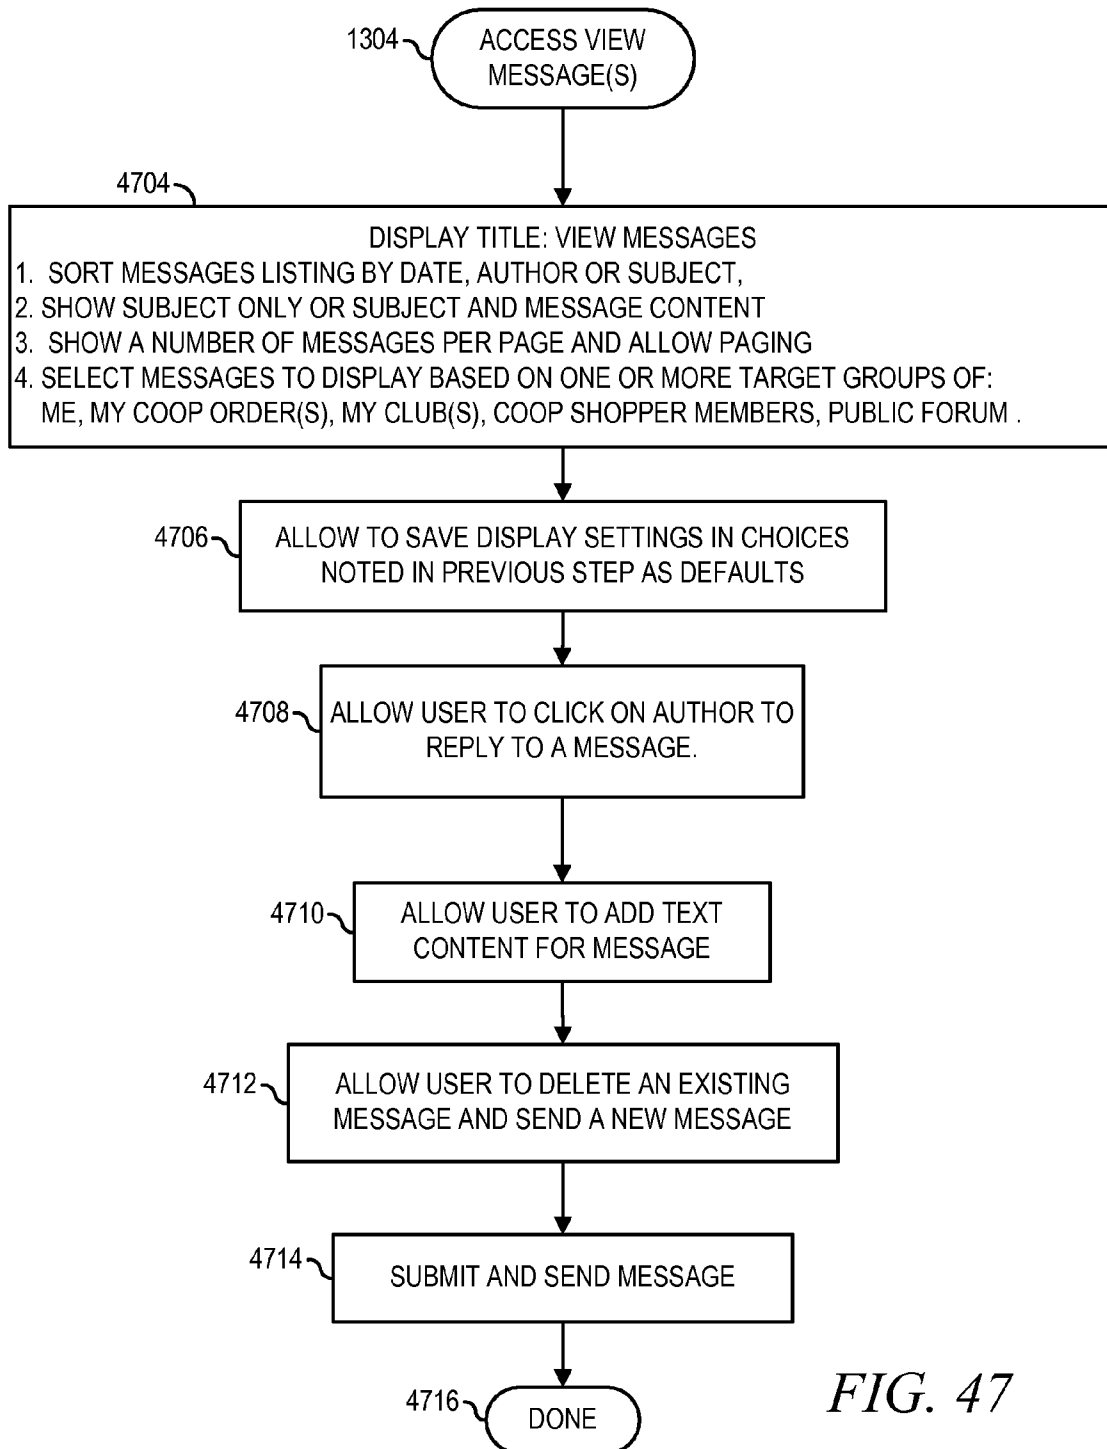 1304
ACCESS VIEW
MESSAGE(S)
4704
DISPLAY TITLE: VIEW MESSAGES
1. SORT MESSAGES LISTING BY DATE, AUTHOR OR SUBJECT,
2. SHOW SUBJECT ONLY OR SUBJECT AND MESSAGE CONTENT
3. SHOW A NUMBER OF MESSAGES PER PAGE AND ALLOW PAGING
4. SELECT MESSAGES TO DISPLAY BASED ON ONE OR MORE TARGET GROUPS OF:
ME, MY COOP ORDER(S), MY CLUB(S), COOP SHOPPER MEMBERS, PUBLIC FORUM .
4706
ALLOW TO SAVE DISPLAY SETTINGS IN CHOICES
NOTED IN PREVIOUS STEP AS DEFAULTS
4708
ALLOW USER TO CLICK ON AUTHOR TO
REPLY TO A MESSAGE.
4710
ALLOW USER TO ADD TEXT
CONTENT FOR MESSAGE
4712
ALLOW USER TO DELETE AN EXISTING
MESSAGE AND SEND A NEW MESSAGE
4714
SUBMIT AND SEND MESSAGE
4716
DONE
FIG. 47